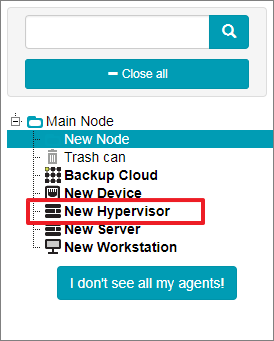 Close all
Main Node
New Node
Trash can
Backup Cloud
New Device
New Hypervisor
New Server
New Workstation
I don't see all my agents!